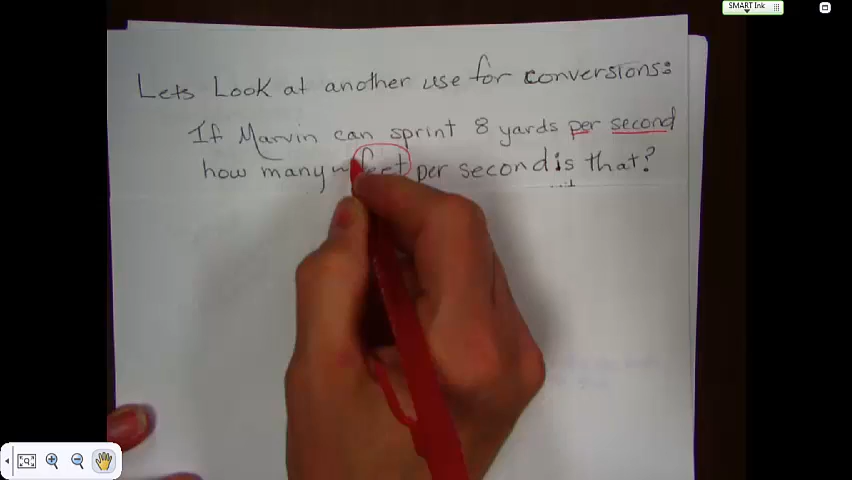 SMART Ink
Lets Look at another use for conversions:
If Marvin can sprint 8 yards per second
how many feet per second is that?